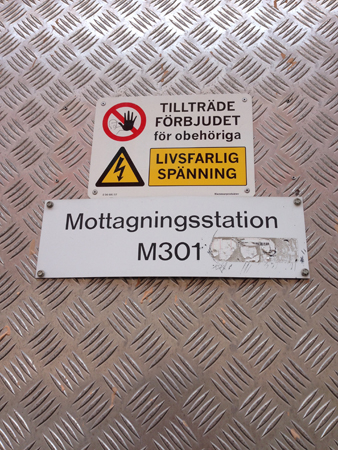 TILLTRÄDE
FÖRBJUDET
för obehöriga
LIVSFARLIG
SPÄNNING
Mottagningsstation
M301